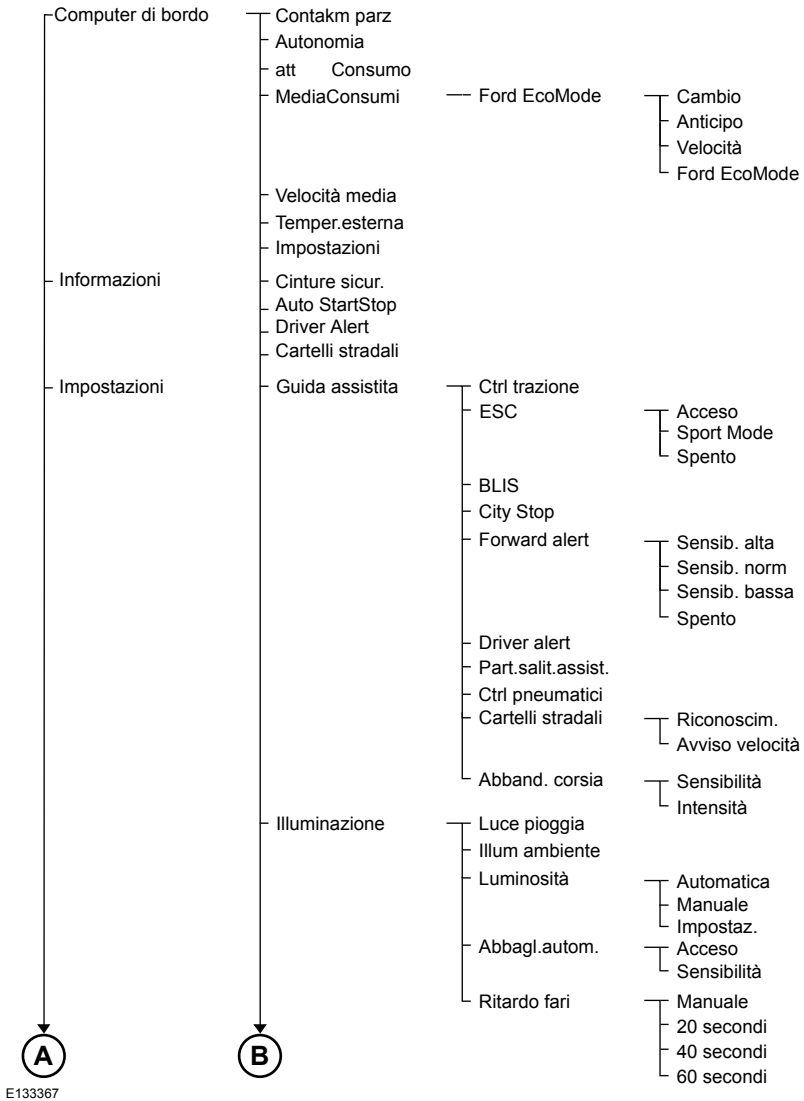 Computer di bordo
Contakm parz
Autonomia
att Consumo
MediaConsumi
Ford EcoMode
Cambio
Anticipo
Velocità
Ford EcoMode
Velocità media
Temper.esterna
Impostazioni
Informazioni
Cinture sicur.
Auto StartStop
Driver Alert
Cartelli stradali
Impostazioni
Guida assistita
Ctrl trazione
ESC
Acceso
Sport Mode
Spento
BLIS
City Stop
Forward alert
Sensib. alta
Sensib. norm
Sensib. bassa
Spento
Driver alert
Part.salit.assist.
Ctrl pneumatici
Cartelli stradali
Riconoscim.
Avviso velocità
Abband. corsia
Sensibilità
Intensità
Illuminazione
Luce pioggia
Illum ambiente
Luminosità
Automatica
Manuale
Impostaz.
Abbagl.autom.
Acceso
Sensibilità
Ritardo fari
Manuale
20 secondi
40 secondi
60 secondi
A
B
E133367